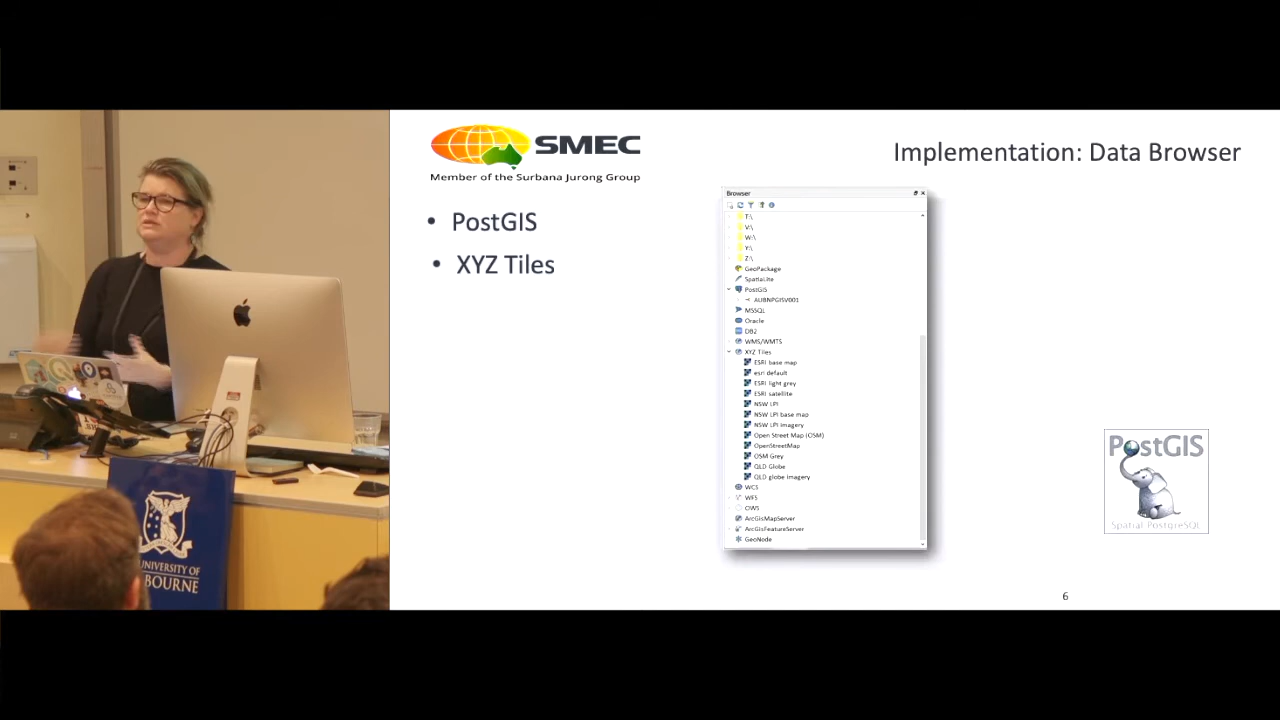 SMEC
Member of the Surbana Jurong Group
Implementation: Data Browser
• PostGIS
• XYZ Tiles
Browser
T:\
V:\
W:\
Y:\
Z:\
GeoPackage
SpatiaLite
PostGIS
AUBNPGISV001
MSSQL
Oracle
DB2
WMS/WMTS
XYZ Tiles
ESRI base map
esri default
ESRI light grey
ESRI satellite
NSW LPI
NSW LPI base map
NSW LPI imagery
Open Street Map (OSM)
OpenStreetMap
OSM Grey
QLD Globe
QLD globe imagery
WCS
WFS
OWS
ArcGisMapServer
ArcGisFeatureServer
GeoNode
PostGIS
Spatial PostgreSQL
6
UNIVERSITY OF
BOURNE